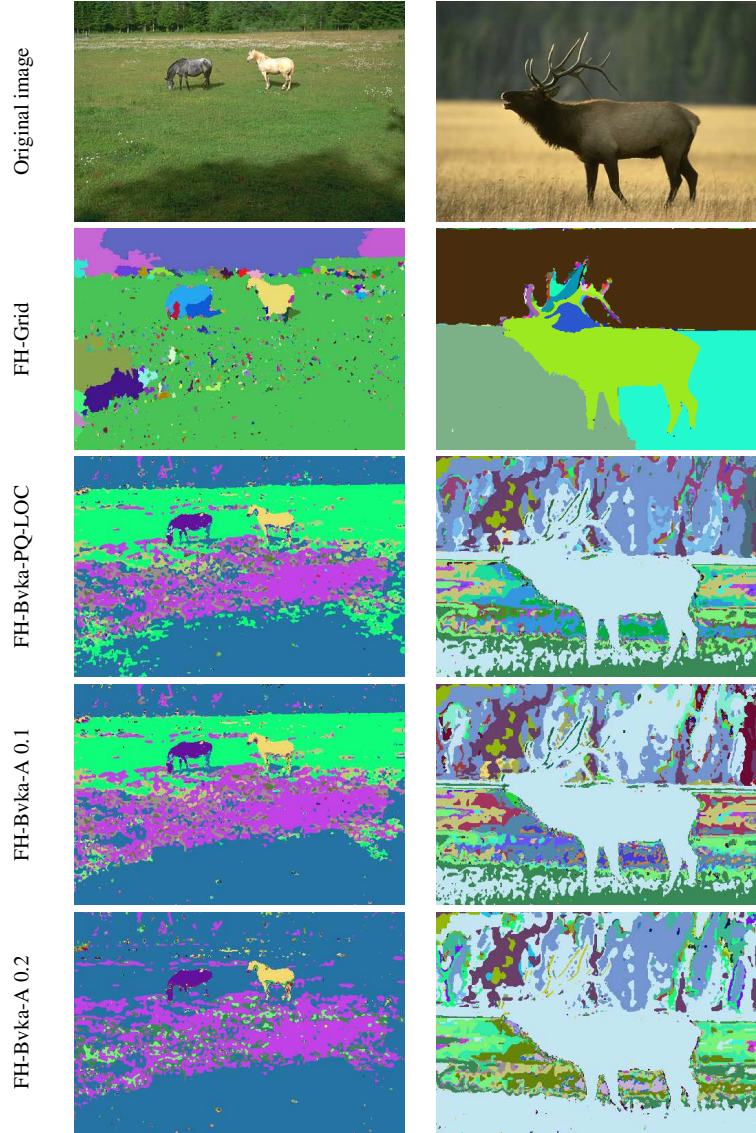 Original image
FH-Grid
FH-Bvka-PQ-LOC
FH-Bvka-A 0.1
FH-Bvka-A 0.2